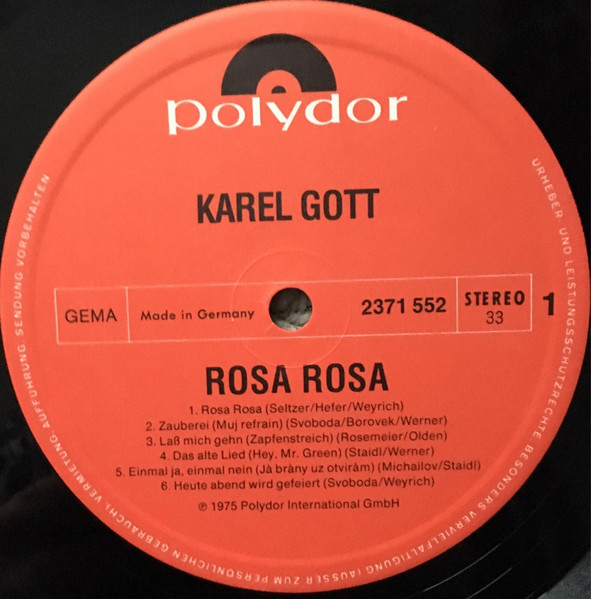 polydor
KAREL GOTT
GEMA
Made in Germany
2371 552
STEREO
33
1
ROSA ROSA
1. Rosa Rosa (Seltzer/Hefer/Weyrich)
2. Zauberei (Muj refrain) (Svoboda/Borovek/Werner)
3. Laß mich gehn (Zapfenstreich) (Rosemeier/Olden)
4. Das alte Lied (Hey. Mr. Green) (Staidl/Werner)
5. Einmal ja, einmal nein (Jà bràny uz otviràm) (Michailov/Staidl)
6. Heute abend wird gefeiert (Svoboda/Weyrich)
℗ 1975 Polydor International GmbH
URHEBER- UND LEISTUNGSSCHUTZRECHTE, BESONDERS VERVIELFÄLTIGUNG (AUSSER ZUM PERSÖNLICHEN GEBRAUCH), VERMIETUNG, AUFFÜHRUNG, SENDUNG VORBEHALTEN